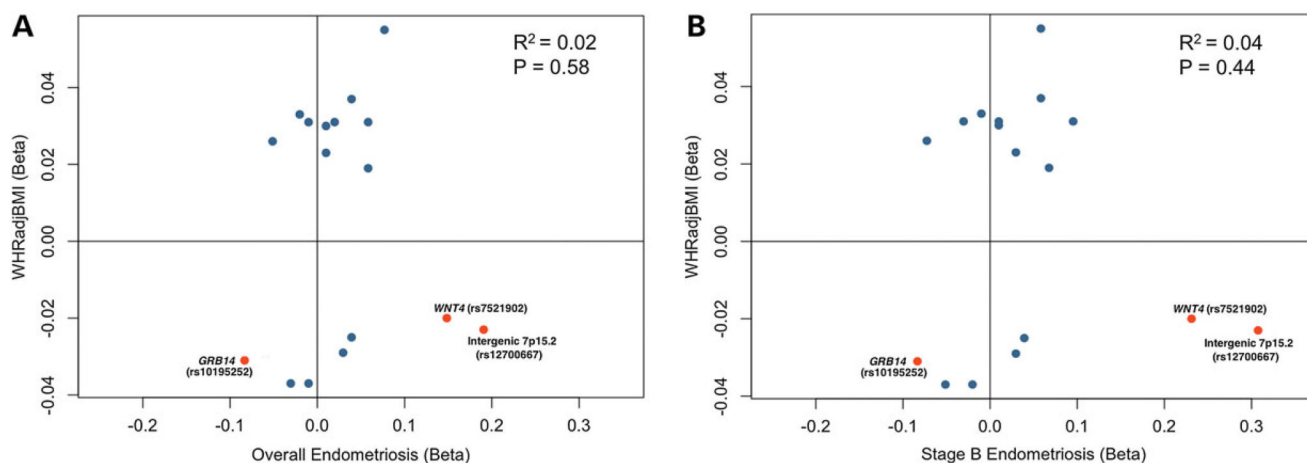 A
R² = 0.02
P = 0.58
WHRadjBMI (Beta)
0.04
0.02
0.00
-0.02
-0.04
WNT4 (rs7521902)
Intergenic 7p15.2
(rs12700667)
GRB14
(rs10195252)
-0.2 -0.1 0.0 0.1 0.2 0.3
Overall Endometriosis (Beta)
B
R² = 0.04
P = 0.44
WHRadjBMI (Beta)
0.04
0.02
0.00
-0.02
-0.04
WNT4 (rs7521902)
Intergenic 7p15.2
(rs12700667)
GRB14
(rs10195252)
-0.2 -0.1 0.0 0.1 0.2 0.3
Stage B Endometriosis (Beta)